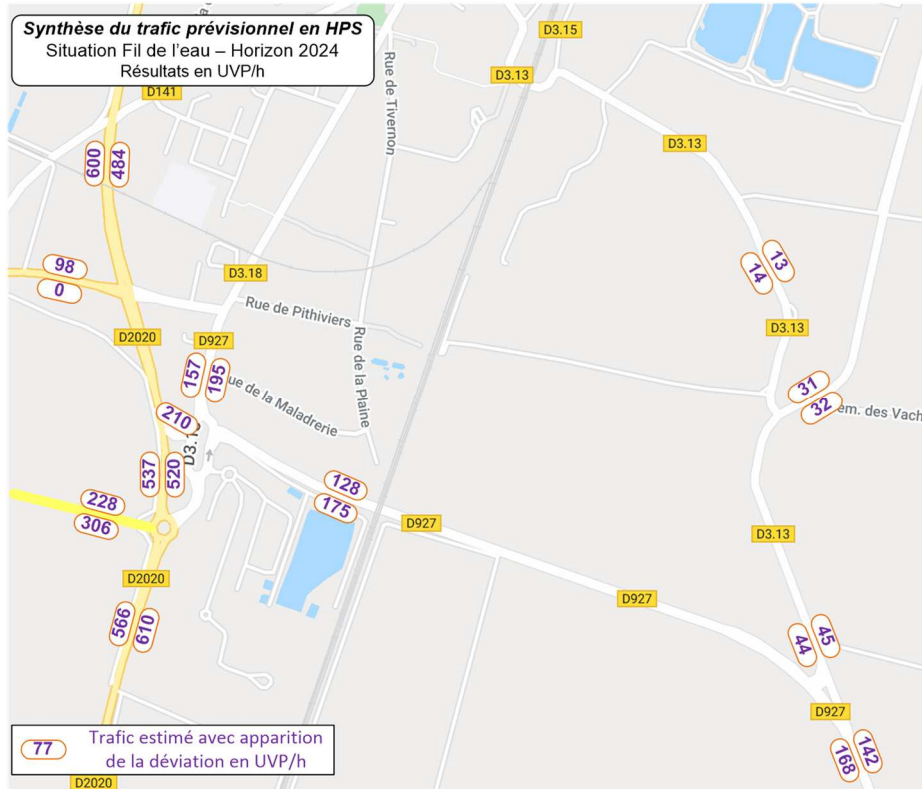 Synthèse du trafic prévisionnel en HPS
Situation Fil de l'eau – Horizon 2024
Résultats en UVP/h
D3.15
D3.13
D141
Rue de Tivernon
D3.13
600
484
98
0
D3.18
13
14
Rue de Pithiviers
D2020
D927
D3.13
Rue de la Plaine
157
195
ue de la Maladrerie
31
32
em. des Vach
210
537
520
128
175
228
306
D927
D3.13
D2020
D927
566
610
45
44
D927
77
Trafic estimé avec apparition
de la déviation en UVP/h
142
168
D2020